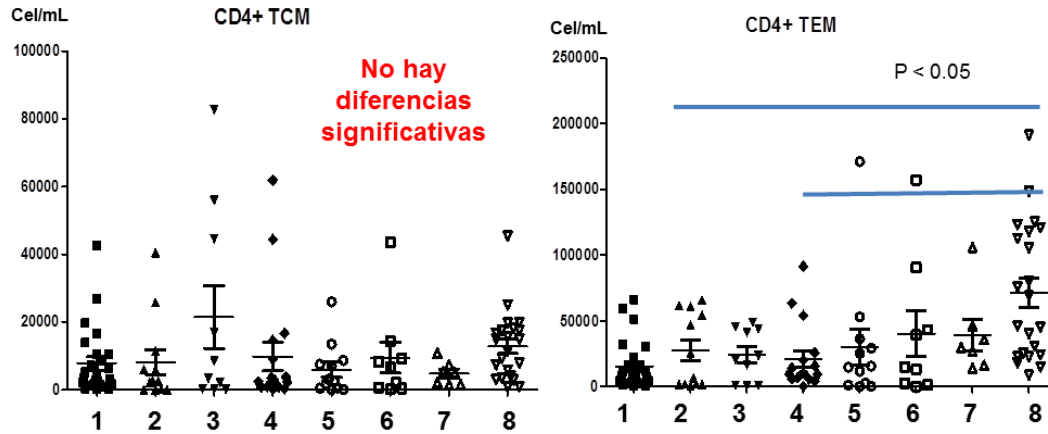 Cel/mL
CD4+ TCM
100000
80000
60000
40000
20000
0
No hay
diferencias
significativas
1 2 3 4 5 6 7 8
Cel/mL
CD4+ TEM
250000
200000
150000
100000
50000
0
P < 0.05
1 2 3 4 5 6 7 8